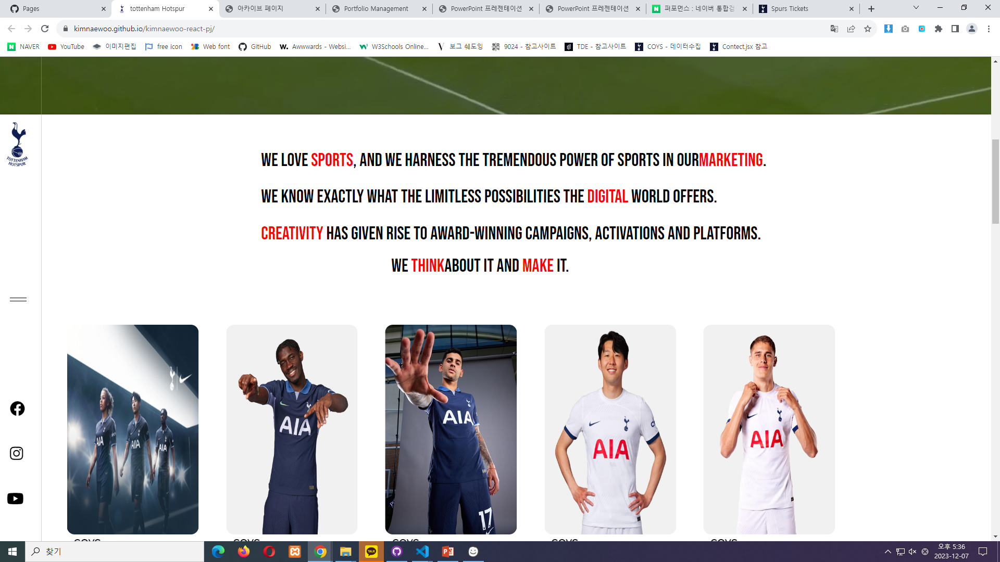 Pages
tottenham Hotspur
아카이브 페이지
Portfolio Management
PowerPoint 프레젠테이션
PowerPoint 프레젠테이션
퍼포먼스 : 네이버 통합검
Spurs Tickets
kimnaewoo.github.io/kimnaewoo-react-pj/
NAVER
YouTube
이미지편집
free icon
Web font
GitHub
Awwwards - Websi...
W3Schools Online...
보그 쉐도잉
9024 - 참고사이트
TDE - 참고사이트
COYS - 데이터수집
Contect.jsx 참고
TOTTENHAM
HOTSPUR
WE LOVE SPORTS, AND WE HARNESS THE TREMENDOUS POWER OF SPORTS IN OURMARKETING.
WE KNOW EXACTLY WHAT THE LIMITLESS POSSIBILITIES THE DIGITAL WORLD OFFERS.
CREATIVITY HAS GIVEN RISE TO AWARD-WINNING CAMPAIGNS, ACTIVATIONS AND PLATFORMS.
WE THINKABOUT IT AND MAKE IT.
AIA
AIA
AIA
AIA
AIA
17
AIA
AIA
COYS
COYS
COYS
COYS
COYS
찾기
TALK
오후 5:36
2023-12-07